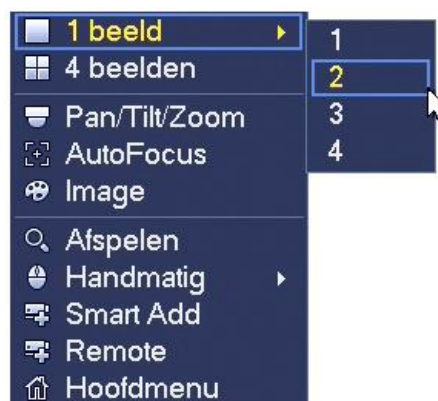 1 beeld
4 beelden
Pan/Tilt/Zoom
AutoFocus
Image
Afspelen
Handmatig
Smart Add
Remote
Hoofdmenu
1
2
3
4